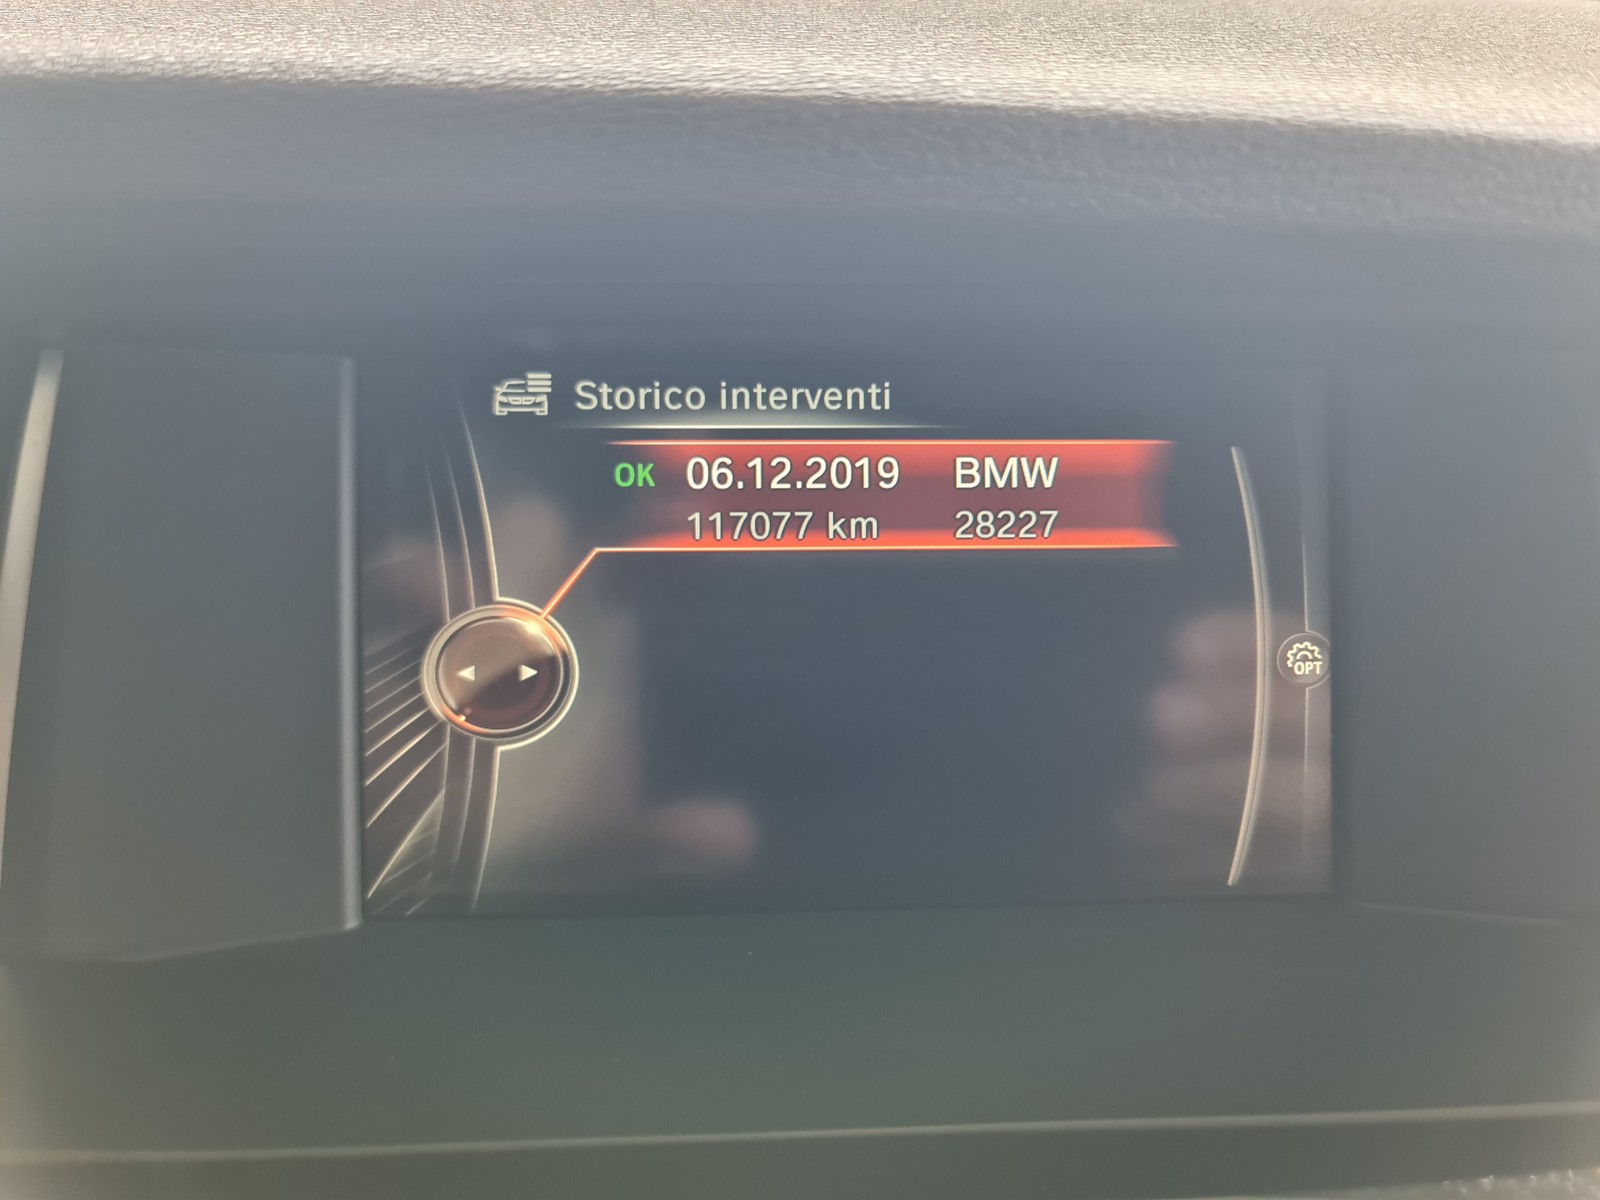 Storico interventi
OK 06.12.2019 BMW
117077 km 28227
OPT